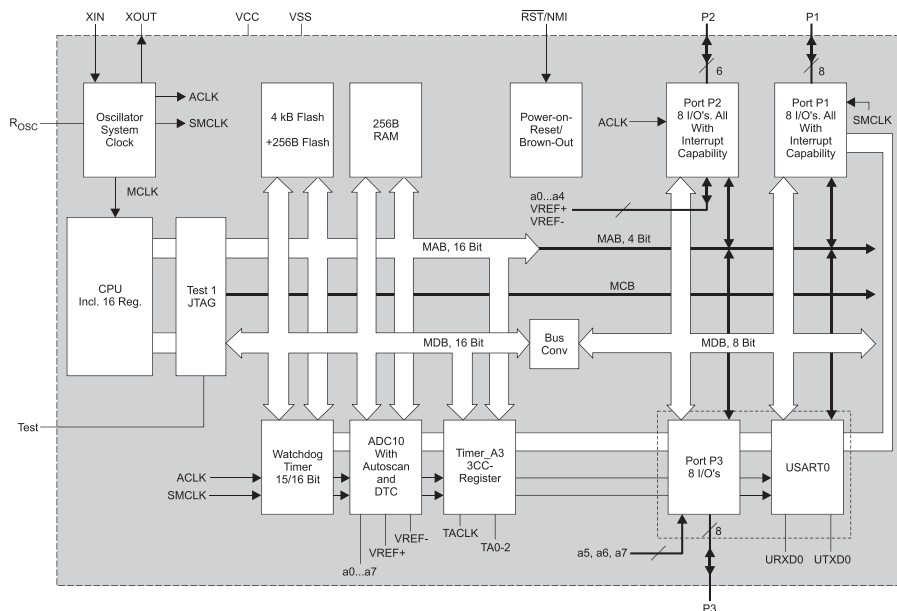 XIN
XOUT
VCC
VSS
RST/NMI
P2
P1
6
8
Oscillator
System
Clock
ACLK
SMCLK
ROSC
MCLK
4 kB Flash
+256B Flash
256B
RAM
Power-on-
Reset/
Brown-Out
ACLK
Port P2
8 I/O's. All
With
Interrupt
Capability
Port P1
8 I/O's. All
With
Interrupt
Capability
SMCLK
a0...a4
VREF+
VREF-
CPU
Incl. 16 Reg.
Test 1
JTAG
MAB, 16 Bit
MAB, 4 Bit
MCB
MDB, 16 Bit
Bus
Conv
MDB, 8 Bit
Test
Watchdog
Timer
15/16 Bit
ADC10
With
Autoscan
and
DTC
Timer_A3
3CC-
Register
Port P3
8 I/O's
USART0
ACLK
SMCLK
a0...a7
VREF+
VREF-
TACLK
TA0-2
a5, a6, a7
8
URXD0
UTXD0
P3